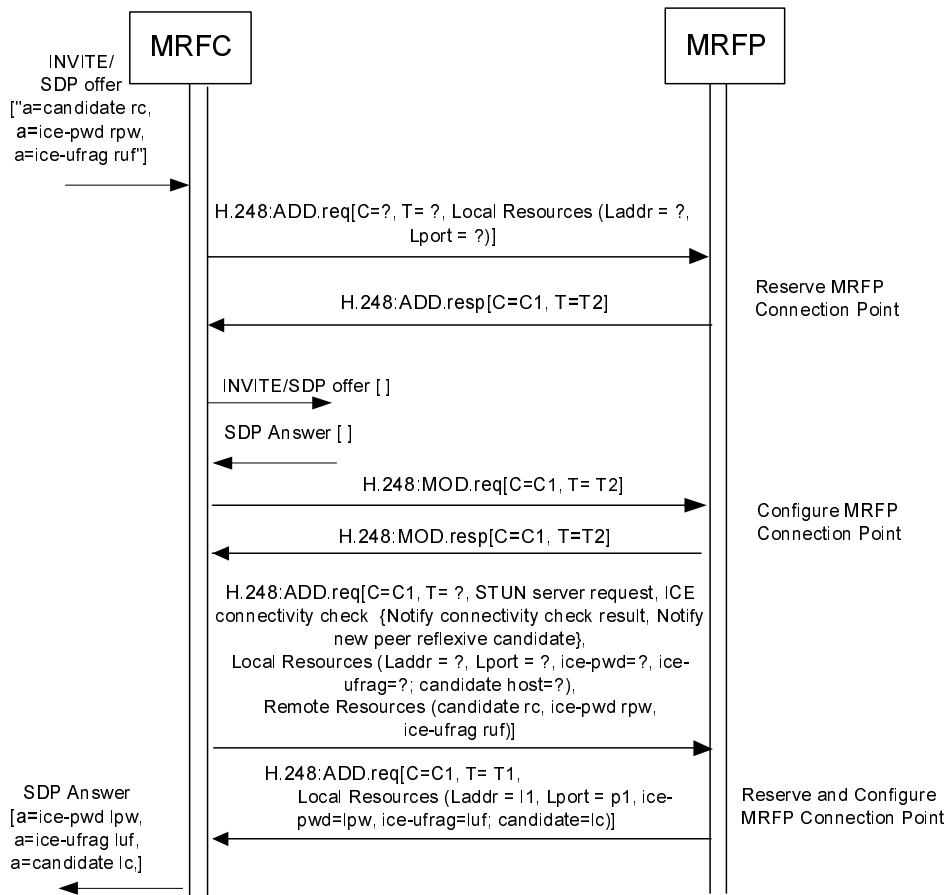 MRFC
MRFP
INVITE/
SDP offer
["a=candidate rc,
a=ice-pwd rpw,
a=ice-ufrag ruf"]
H.248:ADD.req[C=?, T= ?, Local Resources (Laddr = ?,
Lport = ?)]
H.248:ADD.resp[C=C1, T=T2]
Reserve MRFP
Connection Point
INVITE/SDP offer [ ]
SDP Answer [ ]
H.248:MOD.req[C=C1, T= T2]
H.248:MOD.resp[C=C1, T=T2]
Configure MRFP
Connection Point
H.248:ADD.req[C=C1, T= ?, STUN server request, ICE
connectivity check {Notify connectivity check result, Notify
new peer reflexive candidate},
Local Resources (Laddr = ?, Lport = ?, ice-pwd=?, ice-
ufrag=?; candidate host=?),
Remote Resources (candidate rc, ice-pwd rpw,
ice-ufrag ruf)]
H.248:ADD.req[C=C1, T= T1,
Local Resources (Laddr = l1, Lport = p1, ice-
pwd=lpw, ice-ufrag=luf; candidate=lc)]
Reserve and Configure
MRFP Connection Point
SDP Answer
[a=ice-pwd lpw,
a=ice-ufrag luf,
a=candidate lc,]